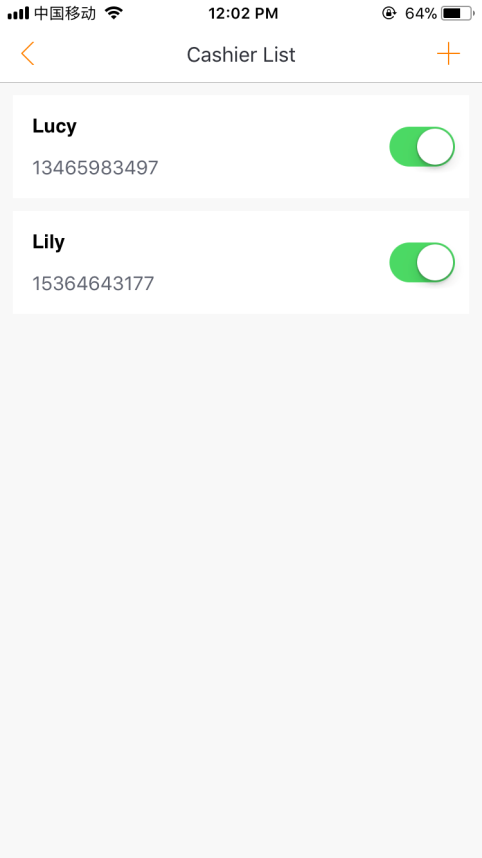 中国移动 12:02 PM 64%
Cashier List
Lucy
13465983497
Lily
15364643177